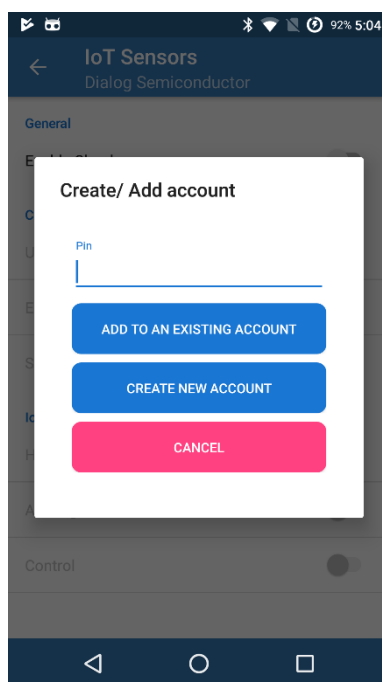 92% 5:04
IoT Sensors
Dialog Semiconductor
General
Create/ Add account
Pin
ADD TO AN EXISTING ACCOUNT
CREATE NEW ACCOUNT
CANCEL
Control